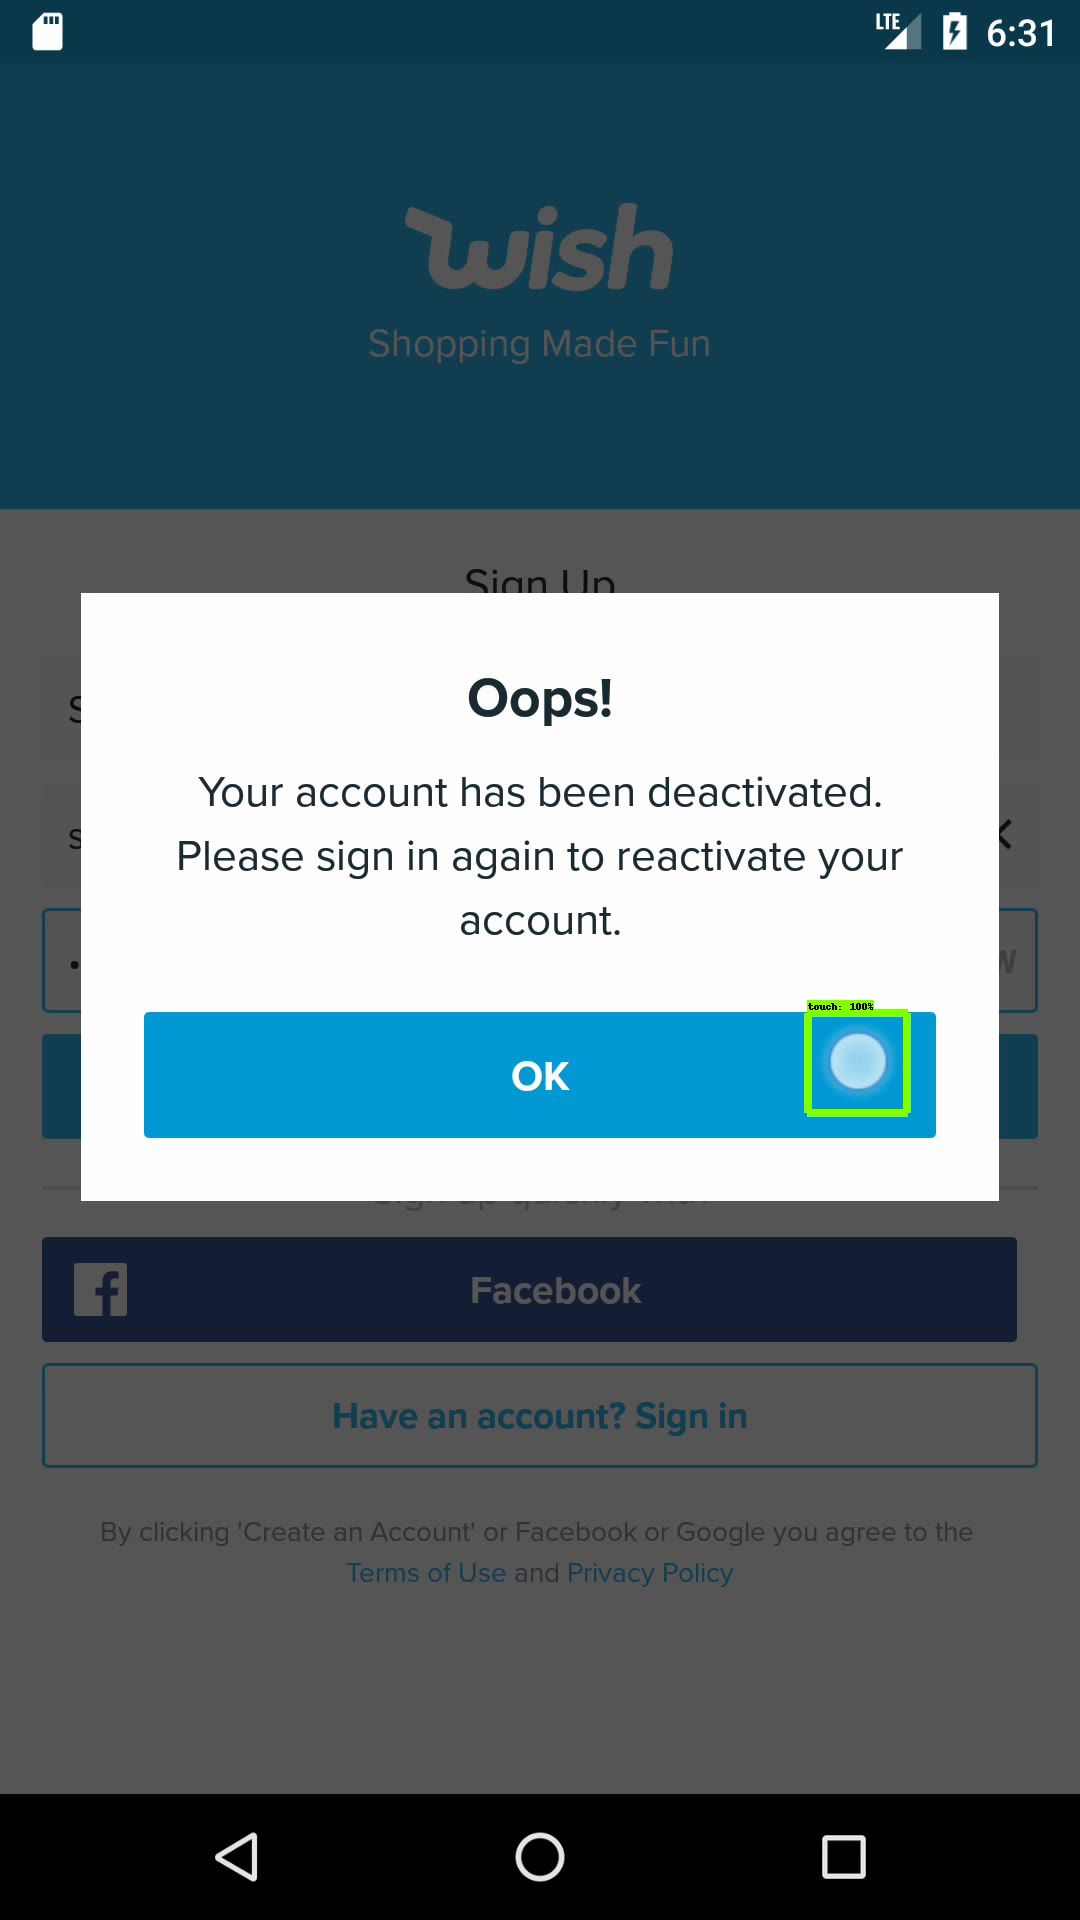 LTE 6:31
wish
Shopping Made Fun
Sign Up
Oops!
Your account has been deactivated.
Please sign in again to reactivate your
account.
touch: 100%
OK
Facebook
Have an account? Sign in
By clicking 'Create an Account' or Facebook or Google you agree to the
Terms of Use and Privacy Policy